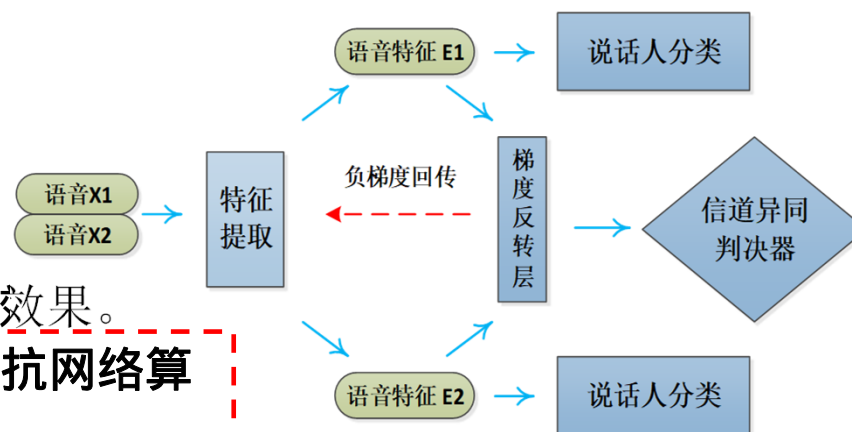 语音特征 E1
说话人分类
语音X1
语音X2
特征
提取
负梯度回传
梯
度
反
转
层
信道异同
判决器
效果。
抗网络算
语音特征 E2
说话人分类